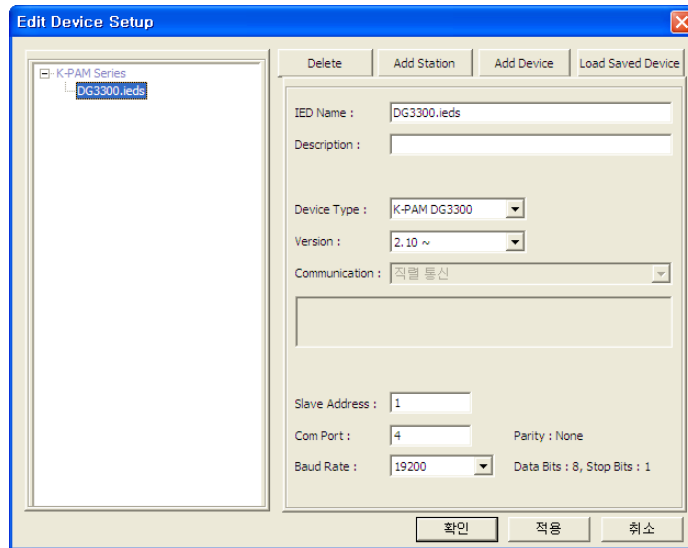 Edit Device Setup
K-PAM Series
DG3300.ieds
Delete
Add Station
Add Device
Load Saved Device
IED Name :
DG3300.ieds
Description :
Device Type :
K-PAM DG3300
Version :
2.10 ~
Communication :
직렬 통신
Slave Address :
1
Com Port :
4
Parity : None
Baud Rate :
19200
Data Bits : 8, Stop Bits : 1
확인
적용
취소